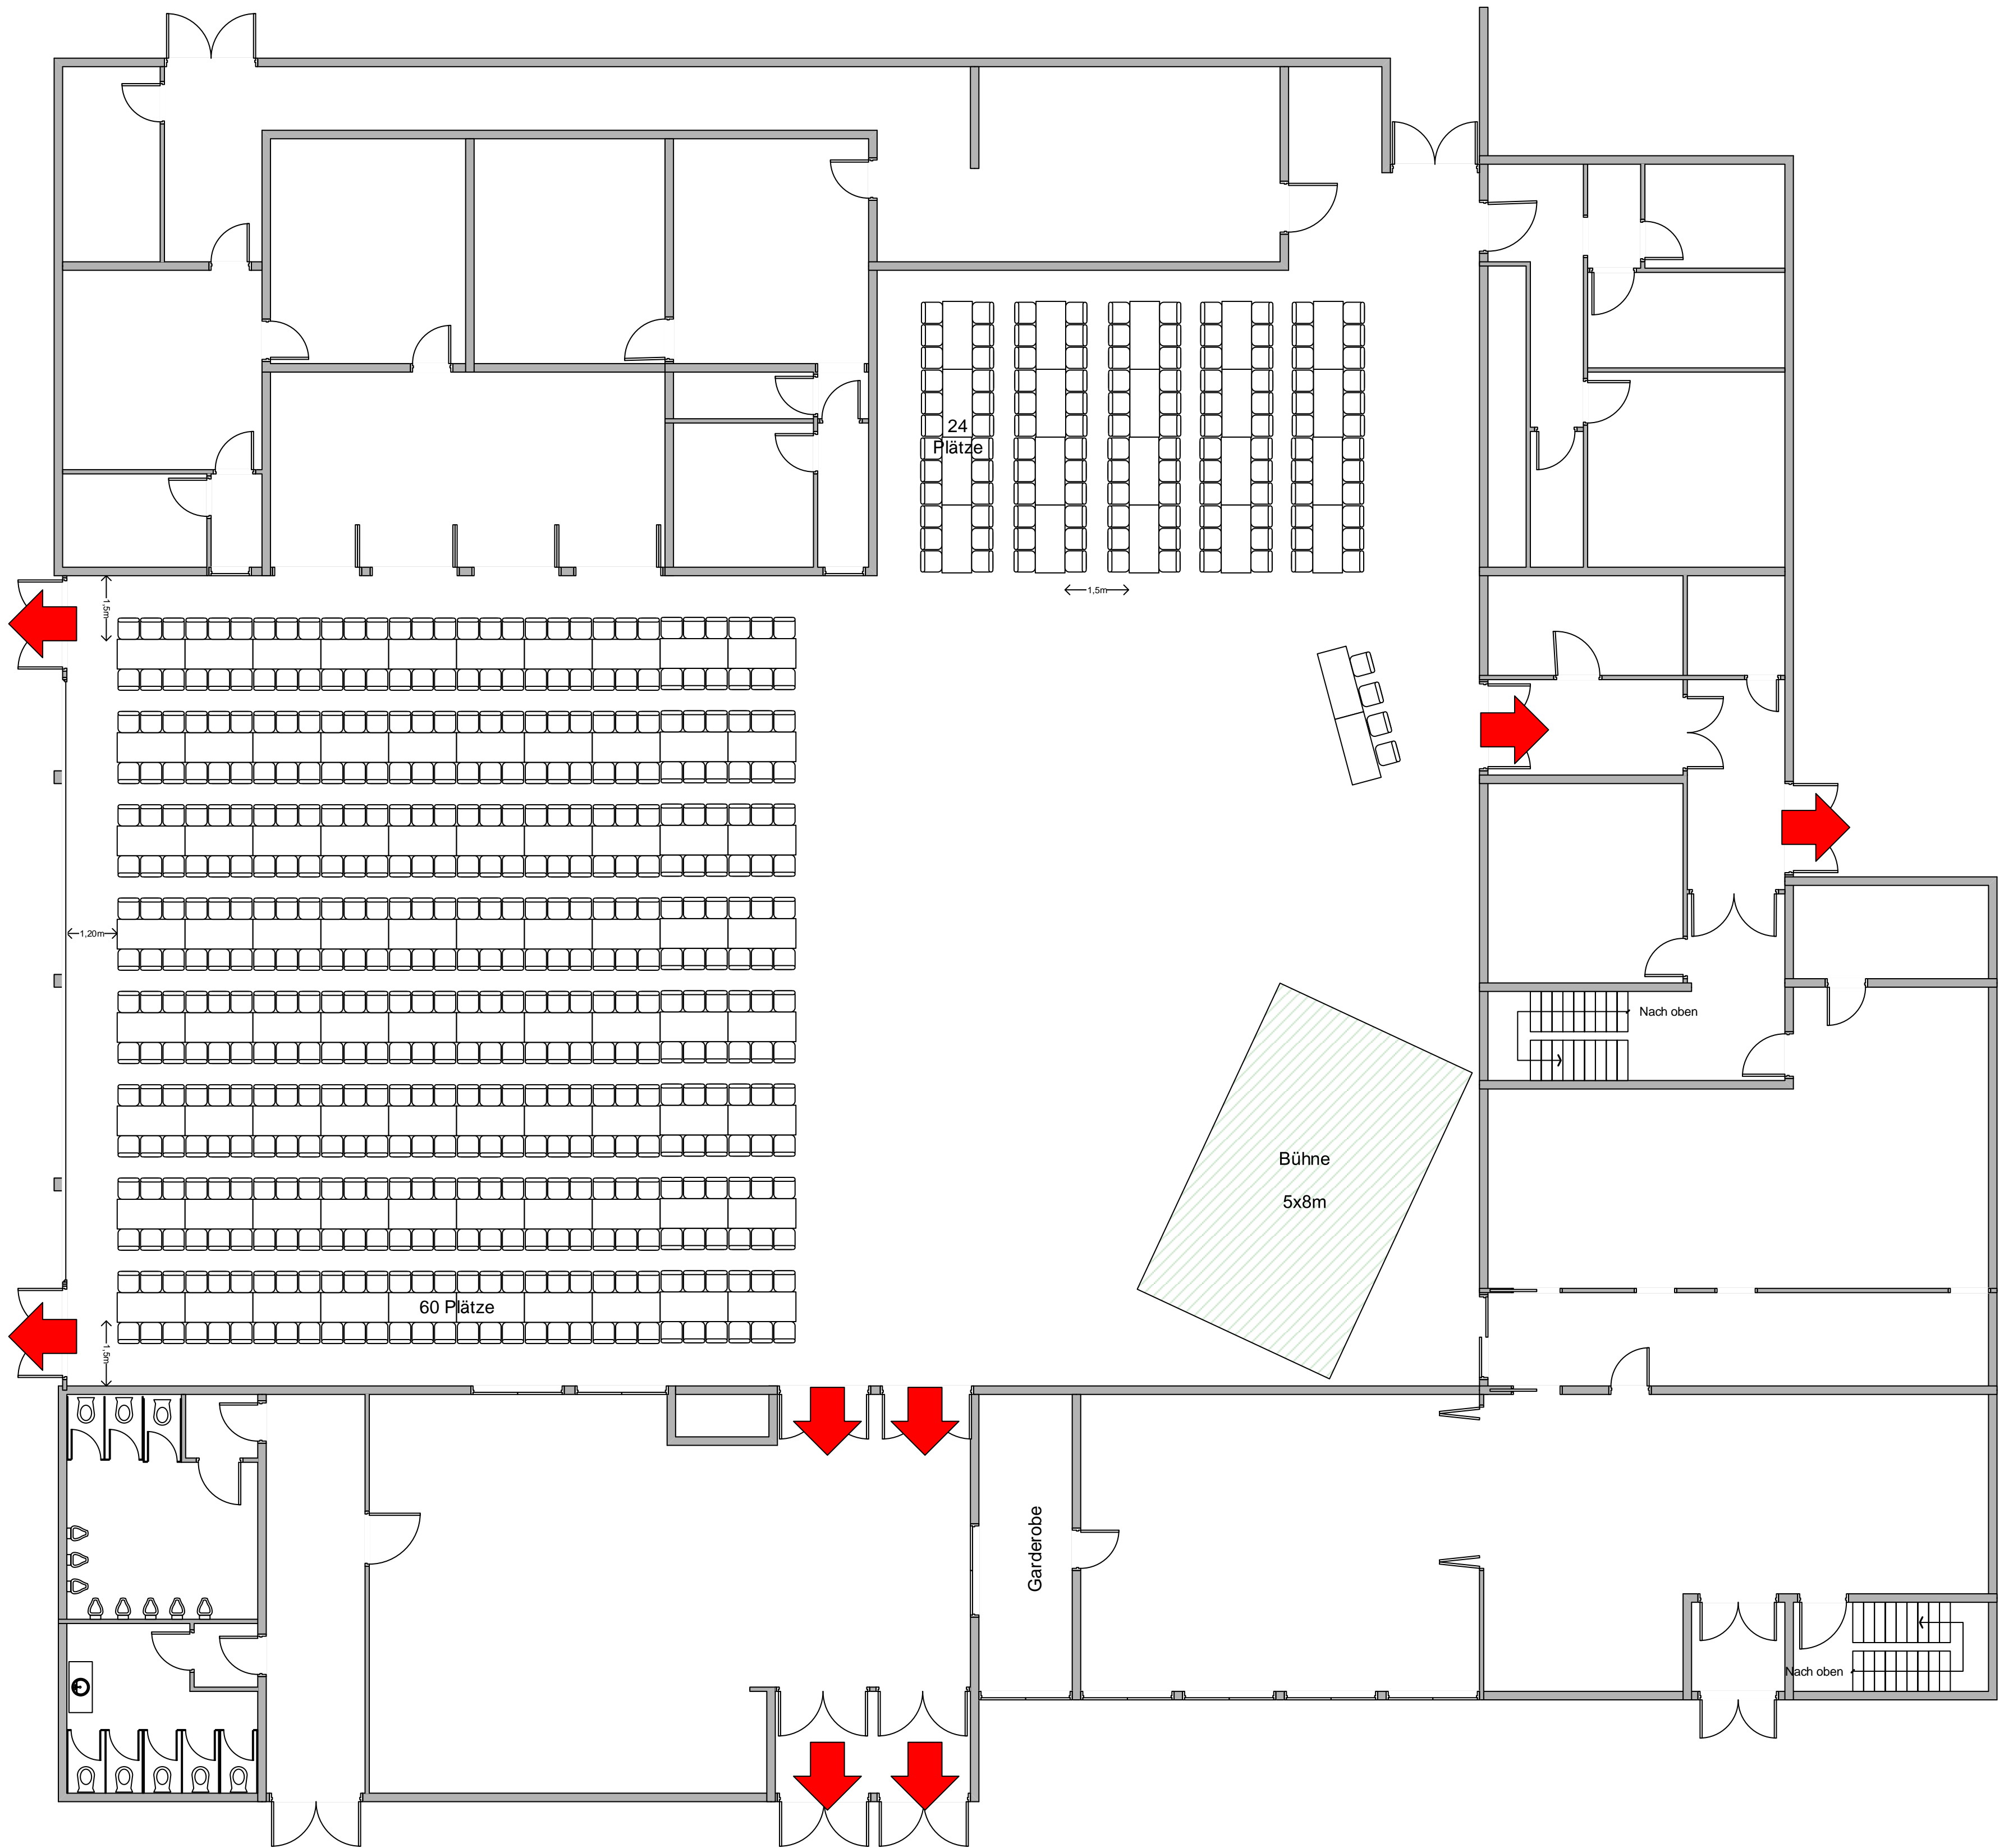 24
Plätze
1,5m
1,5m
1,20m
Nach oben
Bühne
5x8m
60 Plätze
1,5m
Garderobe
Nach oben